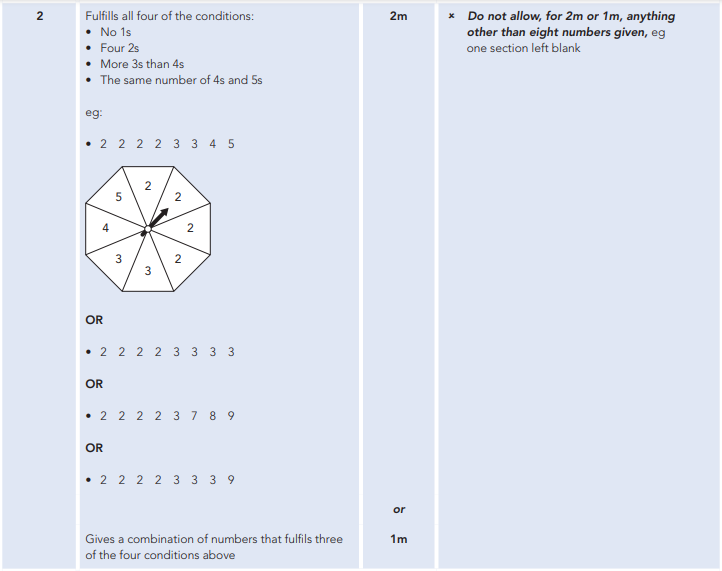 2
Fulfills all four of the conditions:
• No 1s
• Four 2s
• More 3s than 4s
• The same number of 4s and 5s
eg:
• 2 2 2 2 3 3 4 5
2
5
2
4
2
3
2
3
OR
• 2 2 2 2 3 3 3 3
OR
• 2 2 2 2 3 7 8 9
OR
• 2 2 2 2 3 3 3 9
Gives a combination of numbers that fulfils three
of the four conditions above
2m
or
1m
× Do not allow, for 2m or 1m, anything
other than eight numbers given, eg
one section left blank